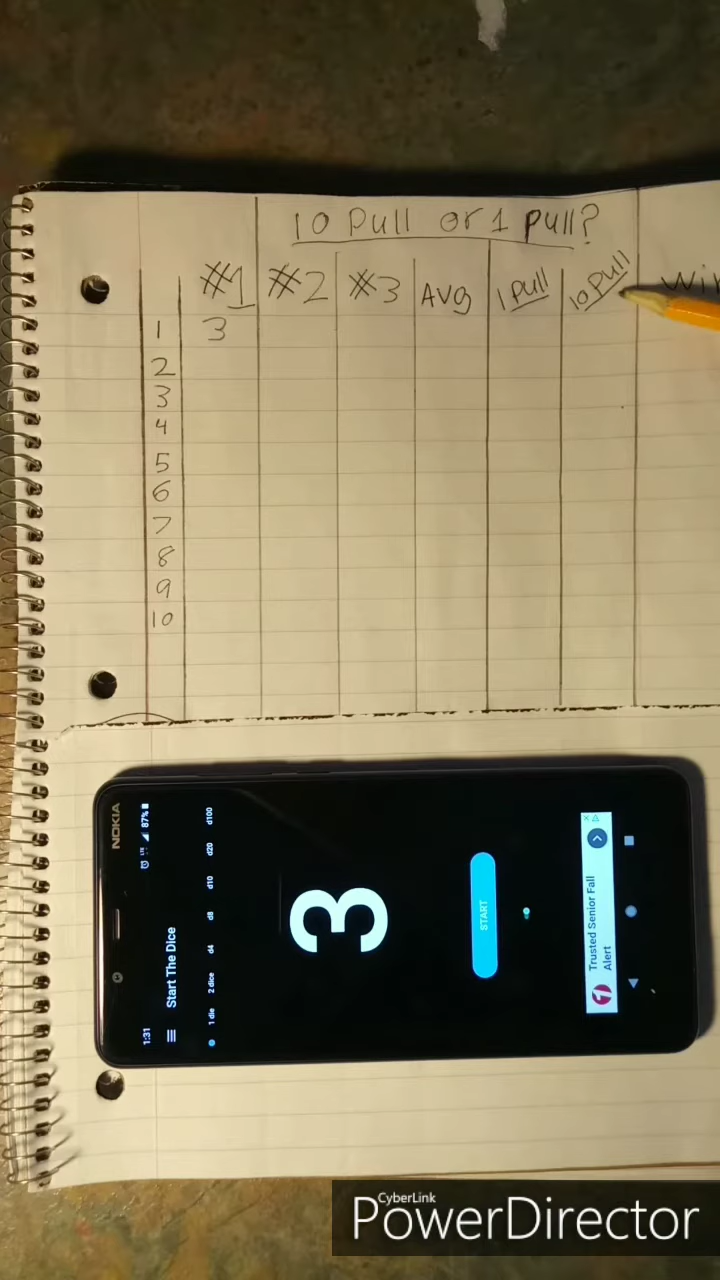 10 Pull or 1 pull?
#1 #2 #3 Avg 1 Pull 10 Pull
1 3
2
3
4
5
6
7
8
9
10
NOKIA
1:31 LTE 87%
Start The Dice
1 die 2 dice d4 d8 d10 d20 d100
3
START
Trusted Senior Fall
Alert
CyberLink
PowerDirector